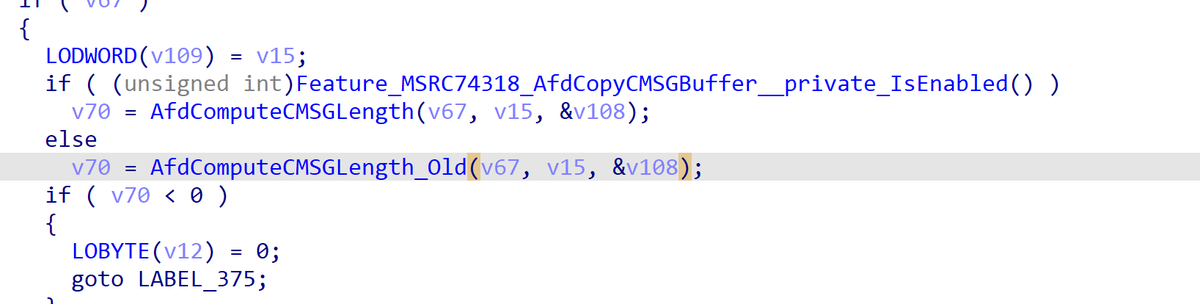 {
LODWORD(v109) = v15;
if ( (unsigned int)Feature_MSRC74318_AfdCopyCMSGBuffer__private_IsEnabled() )
v70 = AfdComputeCMSGLength(v67, v15, &v108);
else
v70 = AfdComputeCMSGLength_Old(v67, v15, &v108);
if ( v70 < 0 )
{
LOBYTE(v12) = 0;
goto LABEL_375;